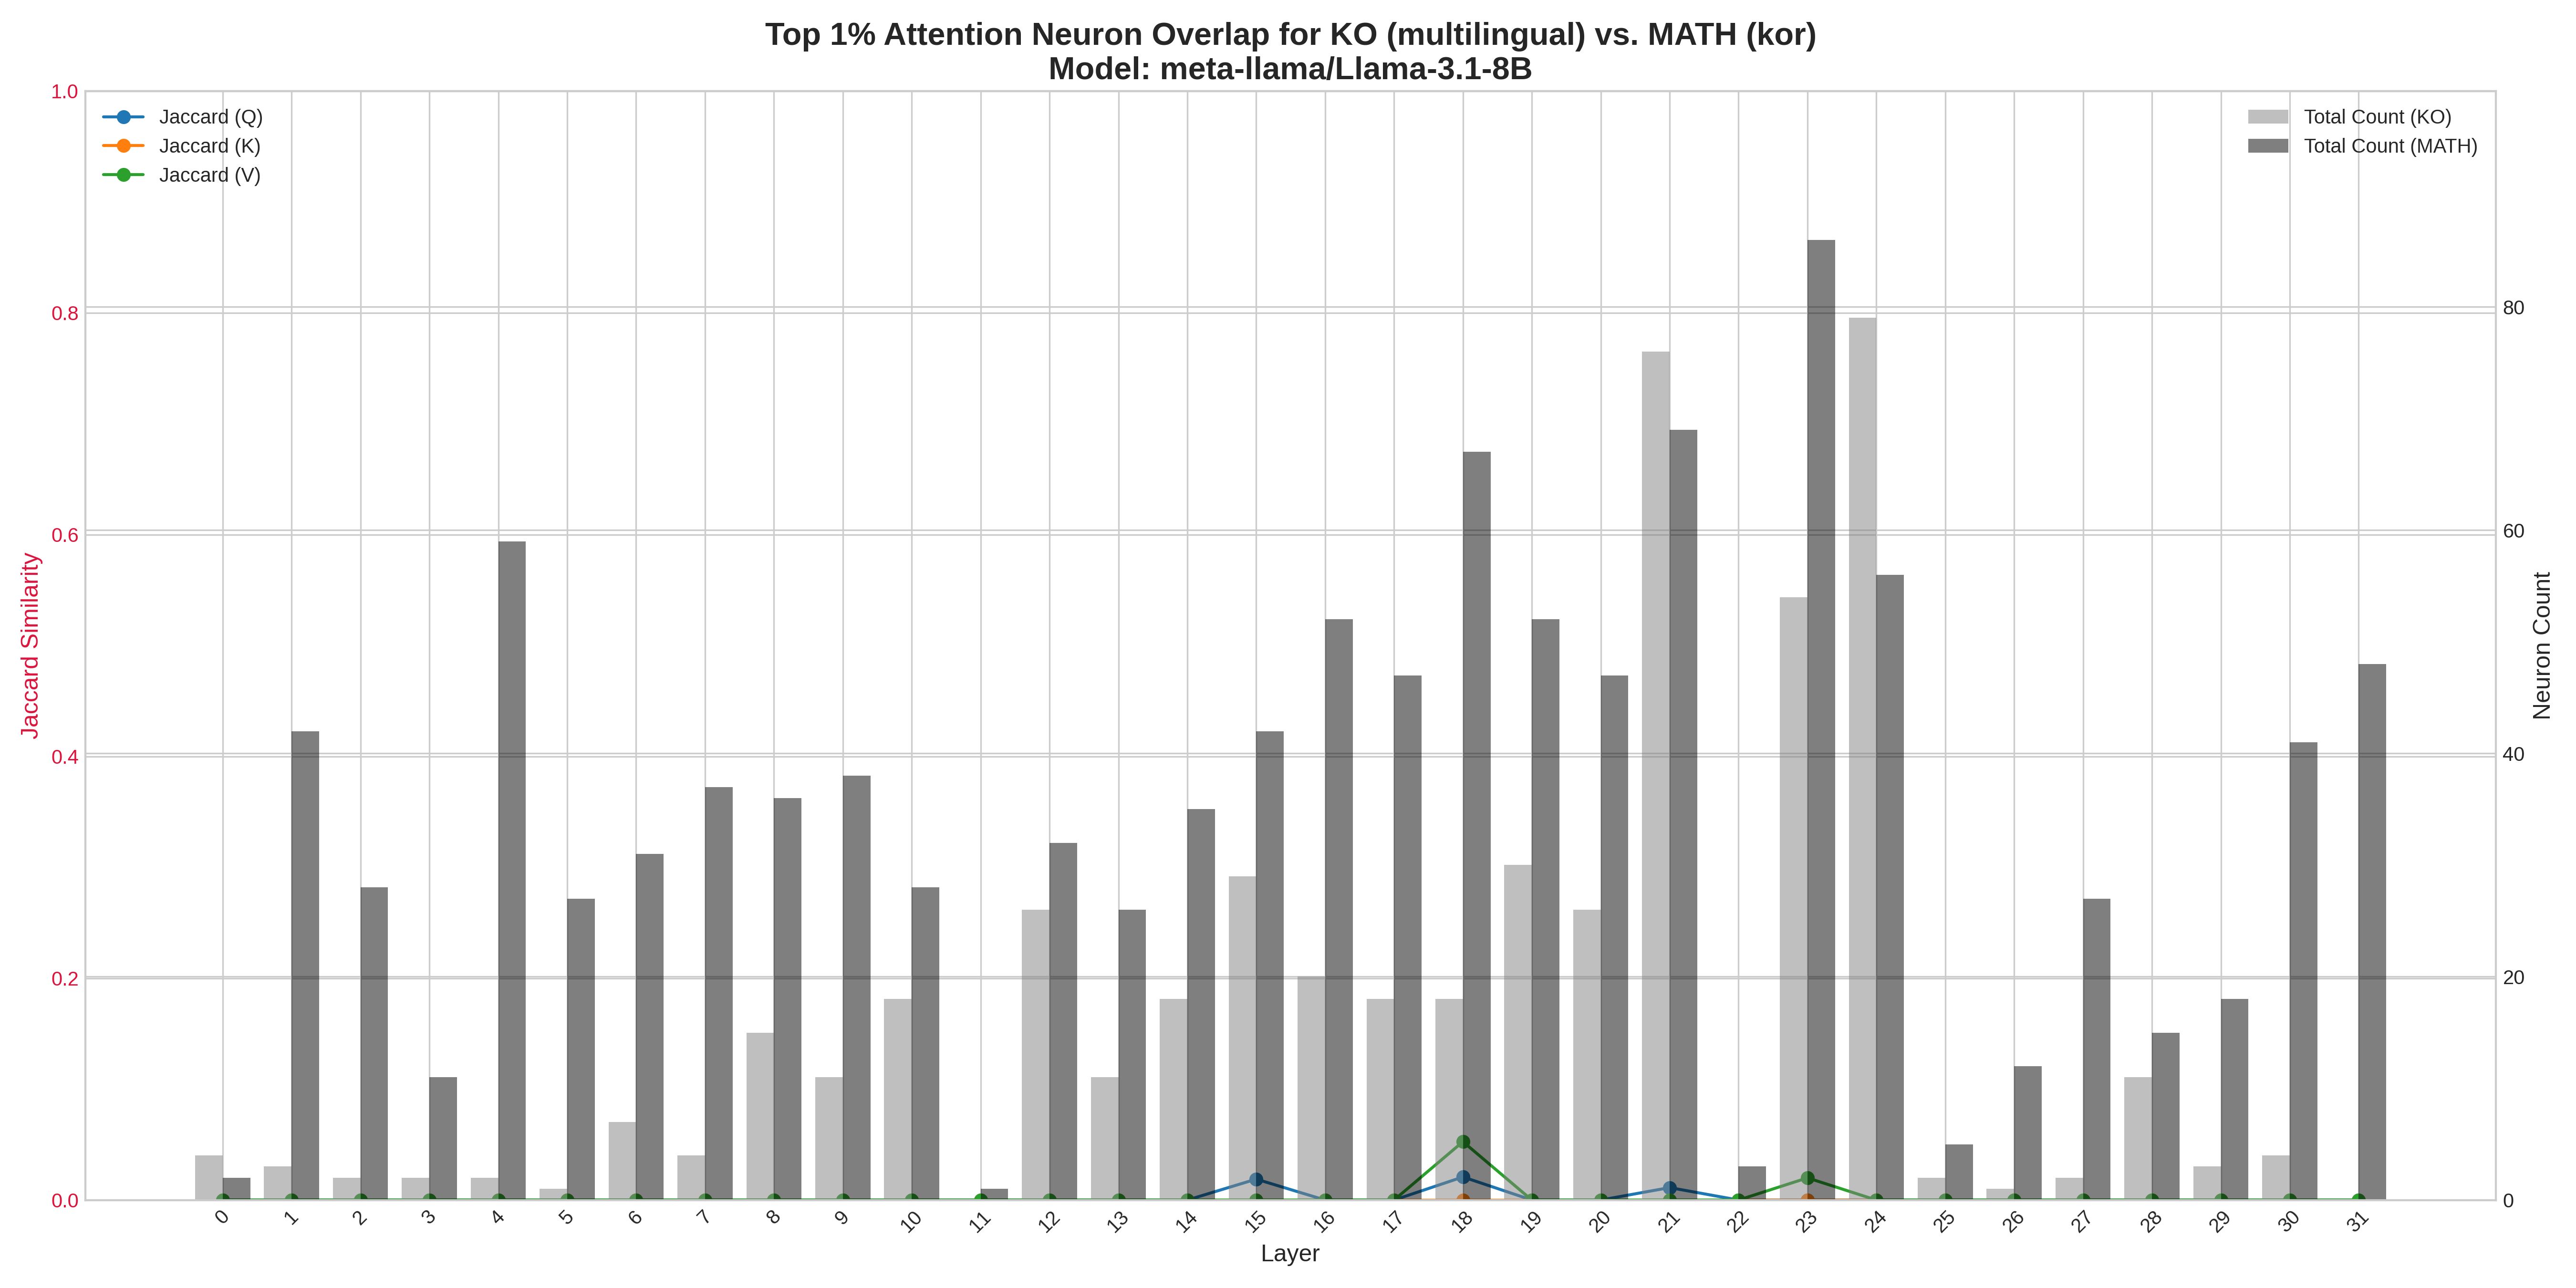 Top 1% Attention Neuron Overlap for KO (multilingual) vs. MATH (kor)
Model: meta-llama/Llama-3.1-8B
Jaccard (Q)
Jaccard (K)
Jaccard (V)
Total Count (KO)
Total Count (MATH)
Jaccard Similarity
1.0
0.8
0.6
0.4
0.2
0.0
Neuron Count
80
60
40
20
0
0 1 2 3 4 5 6 7 8 9 10 11 12 13 14 15 16 17 18 19 20 21 22 23 24 25 26 27 28 29 30 31
Layer